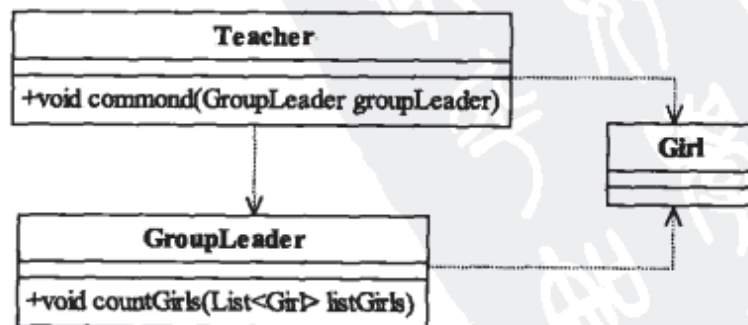 Teacher
+void commond(GroupLeader groupLeader)
Girl
GroupLeader
+void countGirls(List<Girl> listGirls)